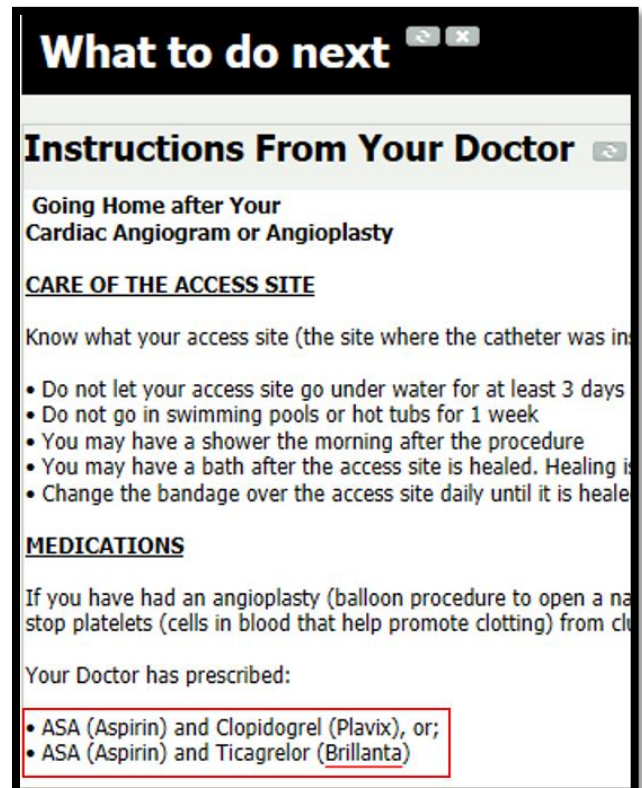 What to do next
Instructions From Your Doctor
Going Home after Your
Cardiac Angiogram or Angioplasty
CARE OF THE ACCESS SITE
Know what your access site (the site where the catheter was
• Do not let your access site go under water for at least 3 days
• Do not go in swimming pools or hot tubs for 1 week
• You may have a shower the morning after the procedure
• You may have a bath after the access site is healed. Healing
• Change the bandage over the access site daily until it is
MEDICATIONS
If you have had an angioplasty (balloon procedure to open a
stop platelets (cells in blood that help promote clotting) from
Your Doctor has prescribed:
• ASA (Aspirin) and Clopidogrel (Plavix), or;
• ASA (Aspirin) and Ticagrelor (Brillanta)